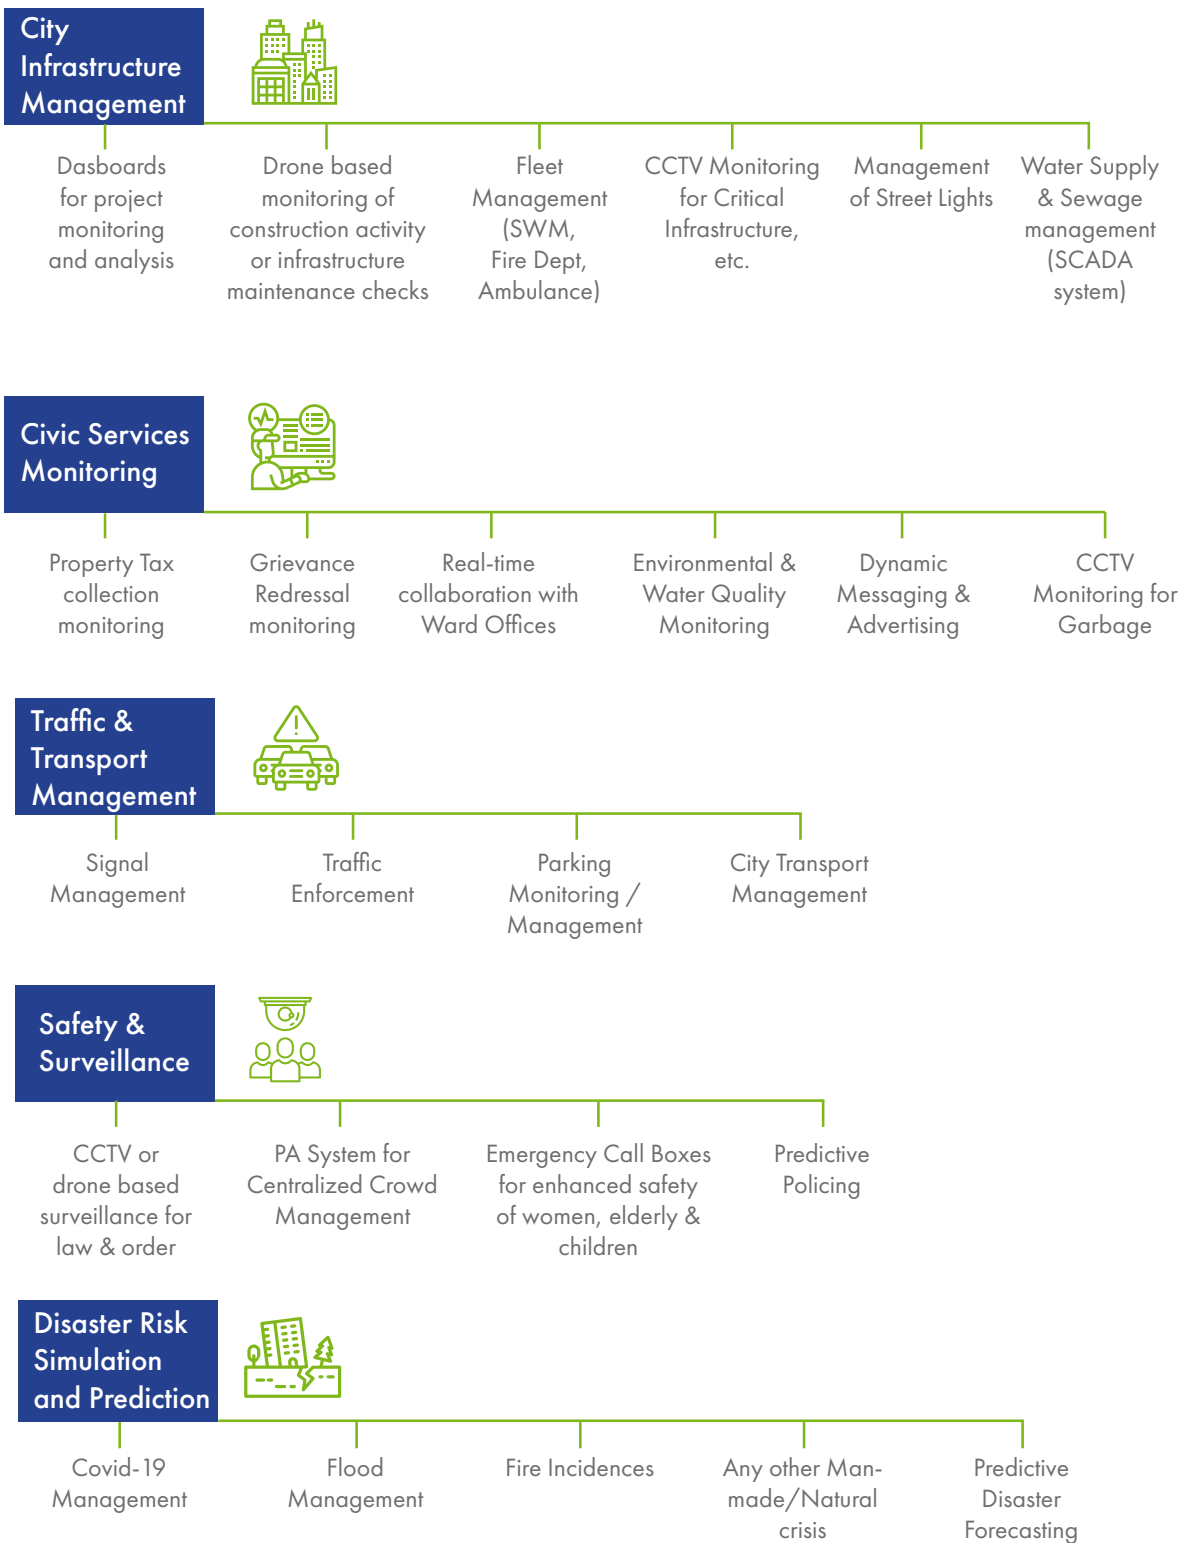 City
Infrastructure
Management
Dasboards
for project
monitoring
and analysis
Drone based
monitoring of
construction activity
or infrastructure
maintenance checks
Fleet
Management
(SWM,
Fire Dept,
Ambulance)
CCTV Monitoring
for Critical
Infrastructure,
etc.
Management
of Street Lights
Water Supply
& Sewage
management
(SCADA
system)
Civic Services
Monitoring
Property Tax
collection
monitoring
Grievance
Redressal
monitoring
Real-time
collaboration with
Ward Offices
Environmental &
Water Quality
Monitoring
Dynamic
Messaging &
Advertising
CCTV
Monitoring for
Garbage
Traffic &
Transport
Management
Signal
Management
Traffic
Enforcement
Parking
Monitoring /
Management
City Transport
Management
Safety &
Surveillance
CCTV or
drone based
surveillance for
law & order
PA System for
Centralized Crowd
Management
Emergency Call Boxes
for enhanced safety
of women, elderly &
children
Predictive
Policing
Disaster Risk
Simulation
and Prediction
Covid-19
Management
Flood
Management
Fire Incidences
Any other Man-
made/Natural
crisis
Predictive
Disaster
Forecasting